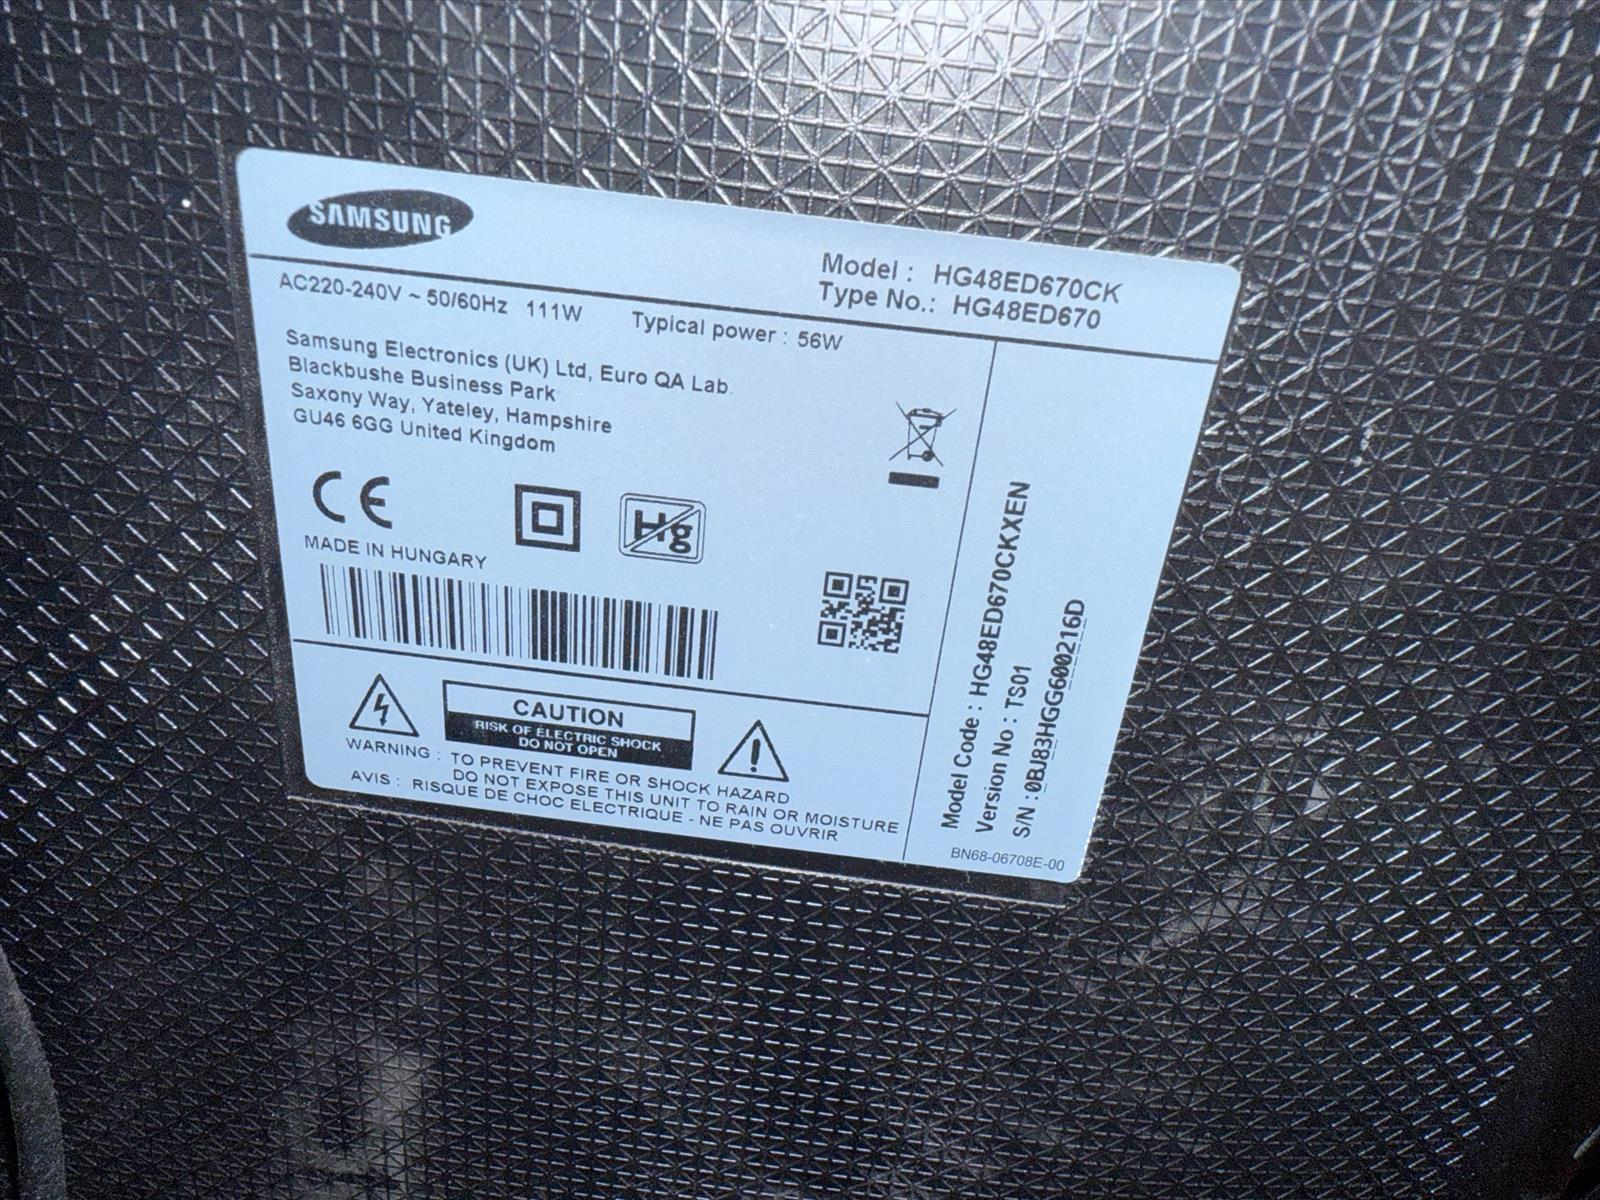 SAMSUNG
Model : HG48ED670CK
Type No.: HG48ED670
AC220-240V ~ 50/60Hz 111W Typical power : 56W
Samsung Electronics (UK) Ltd, Euro QA Lab.
Blackbushe Business Park
Saxony Way, Yateley, Hampshire
GU46 6GG United Kingdom
CE
Hg
MADE IN HUNGARY
CAUTION
RISK OF ELECTRIC SHOCK
DO NOT OPEN
WARNING : TO PREVENT FIRE OR SHOCK HAZARD
DO NOT EXPOSE THIS UNIT TO RAIN OR MOISTURE
AVIS : RISQUE DE CHOC ELECTRIQUE - NE PAS OUVRIR
Model Code : HG48ED670CKXEN
Version No : TS01
S/N : 0BJ83HGG600216D
BN68-06708E-00